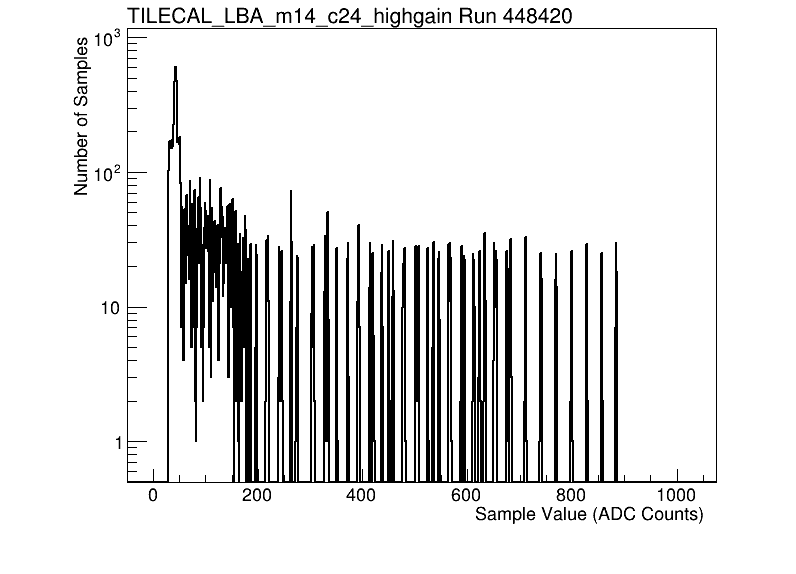 TILECAL_LBA_m14_c24_highgain Run 448420
Number of Samples
10³
10²
10
1
0 200 400 600 800 1000
Sample Value (ADC Counts)